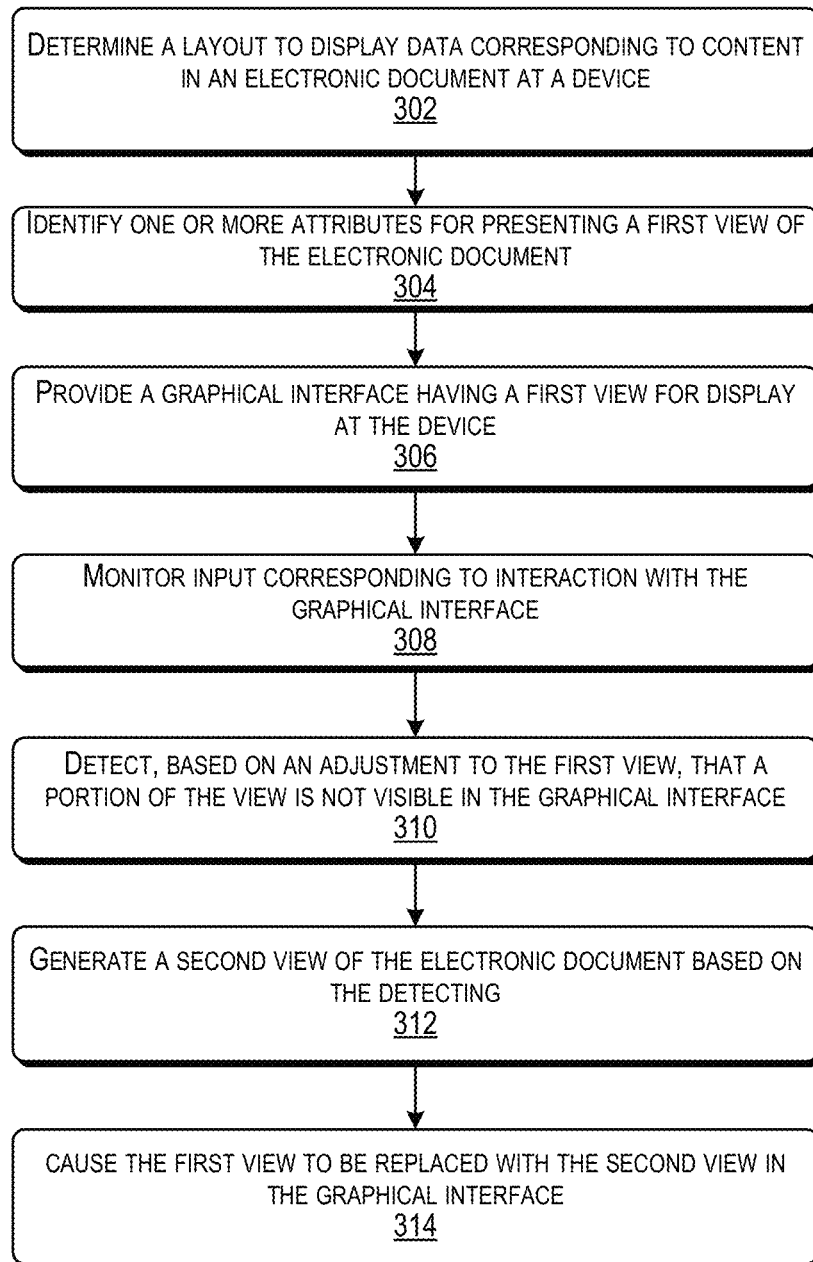 DETERMINE A LAYOUT TO DISPLAY DATA CORRESPONDING TO CONTENT
IN AN ELECTRONIC DOCUMENT AT A DEVICE
302
IDENTIFY ONE OR MORE ATTRIBUTES FOR PRESENTING A FIRST VIEW OF
THE ELECTRONIC DOCUMENT
304
PROVIDE A GRAPHICAL INTERFACE HAVING A FIRST VIEW FOR DISPLAY
AT THE DEVICE
306
MONITOR INPUT CORRESPONDING TO INTERACTION WITH THE
GRAPHICAL INTERFACE
308
DETECT, BASED ON AN ADJUSTMENT TO THE FIRST VIEW, THAT A
PORTION OF THE VIEW IS NOT VISIBLE IN THE GRAPHICAL INTERFACE
310
GENERATE A SECOND VIEW OF THE ELECTRONIC DOCUMENT BASED ON
THE DETECTING
312
CAUSE THE FIRST VIEW TO BE REPLACED WITH THE SECOND VIEW IN
THE GRAPHICAL INTERFACE
314